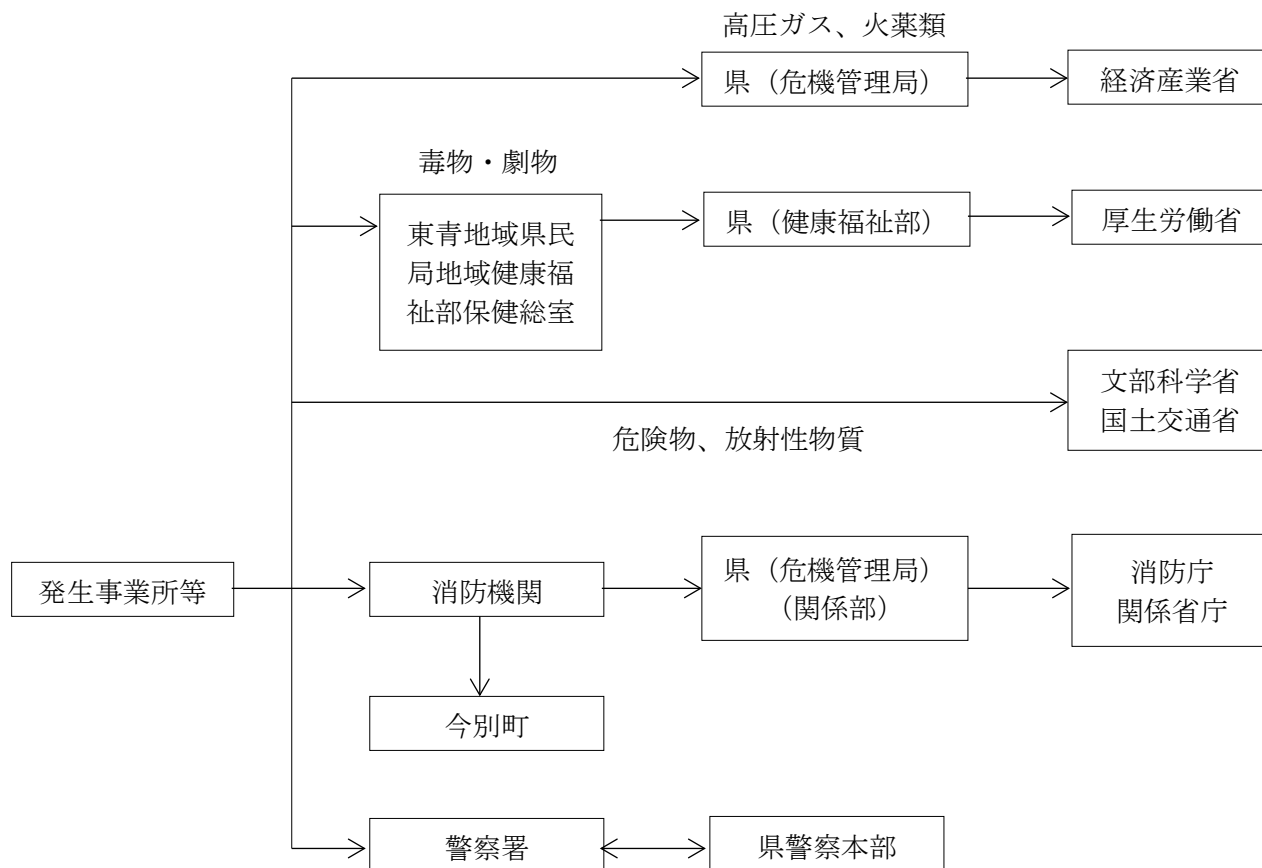 高圧ガス、火薬類
県（危機管理局）
経済産業省
毒物・劇物
東青地域県民
局地域健康福
祉部保健総室
県（健康福祉部）
厚生労働省
文部科学省
国土交通省
危険物、放射性物質
発生事業所等
消防機関
県（危機管理局）
（関係部）
消防庁
関係省庁
今別町
警察署
県警察本部